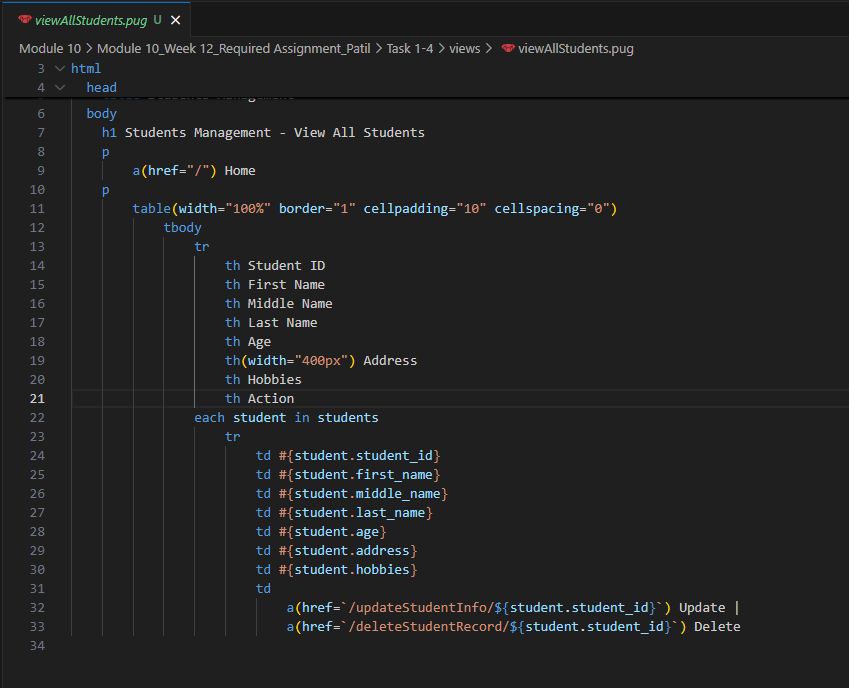 viewAllStudents.pug U ×
Module 10 > Module 10_Week 12_Required Assignment_Patil > Task 1-4 > views > viewAllStudents.pug
3 html
4 head
6 body
7 h1 Students Management - View All Students
8 p
9 a(href="/") Home
10 p
11 table(width="100%" border="1" cellpadding="10" cellspacing="0")
12 tbody
13 tr
14 th Student ID
15 th First Name
16 th Middle Name
17 th Last Name
18 th Age
19 th(width="400px") Address
20 th Hobbies
21 th Action
22 each student in students
23 tr
24 td #{student.student_id}
25 td #{student.first_name}
26 td #{student.middle_name}
27 td #{student.last_name}
28 td #{student.age}
29 td #{student.address}
30 td #{student.hobbies}
31 td
32 a(href=`/updateStudentInfo/${student.student_id}`) Update |
33 a(href=`/deleteStudentRecord/${student.student_id}`) Delete
34